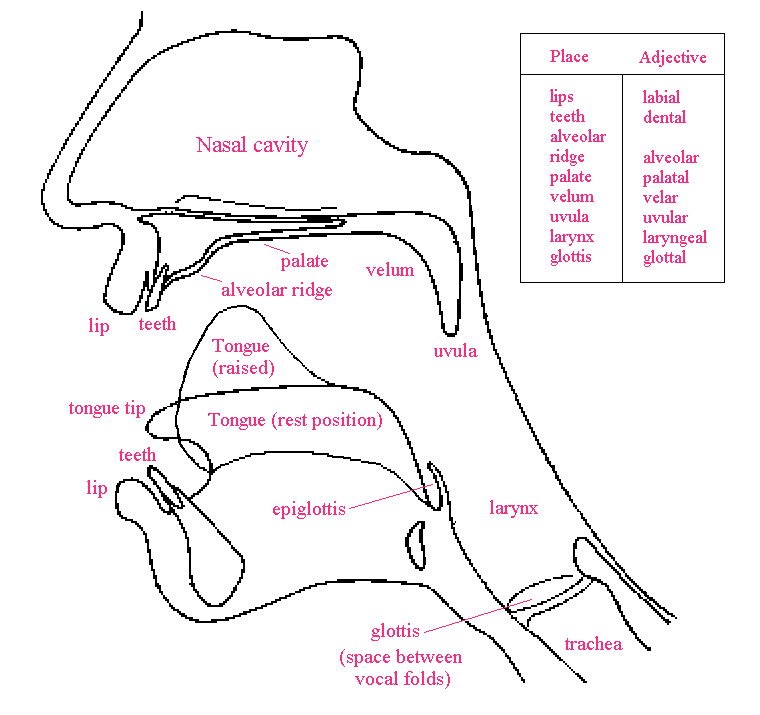 Place Adjective
lips labial
teeth dental
alveolar
ridge alveolar
palate palatal
velum velar
uvula uvular
larynx laryngeal
glottis glottal
Nasal cavity
palate
velum
alveolar ridge
lip
teeth
uvula
Tongue
(raised)
tongue tip
Tongue (rest position)
teeth
lip
epiglottis
larynx
glottis
(space between
vocal folds)
trachea